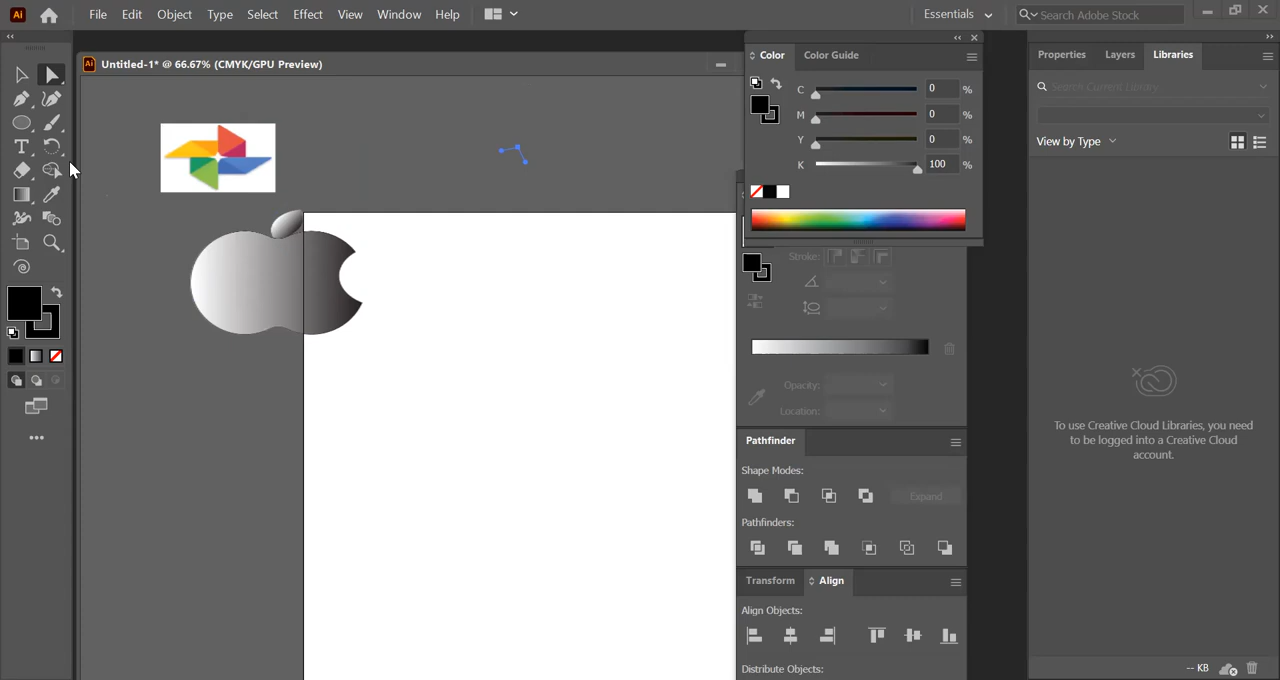 Ai File Edit Object Type Select Effect View Window Help Essentials Search Adobe Stock
Ai Untitled-1* @ 66.67% (CMYK/GPU Preview)
Color Color Guide
C 0 %
M 0 %
Y 0 %
K 100 %
T
Stroke:
Opacity:
Location:
Pathfinder
Shape Modes:
Expand
Pathfinders:
Transform Align
Align Objects:
Distribute Objects:
Properties Layers Libraries
Search Current Library
View by Type
To use Creative Cloud Libraries, you need
to be logged into a Creative Cloud
account.
-- KB